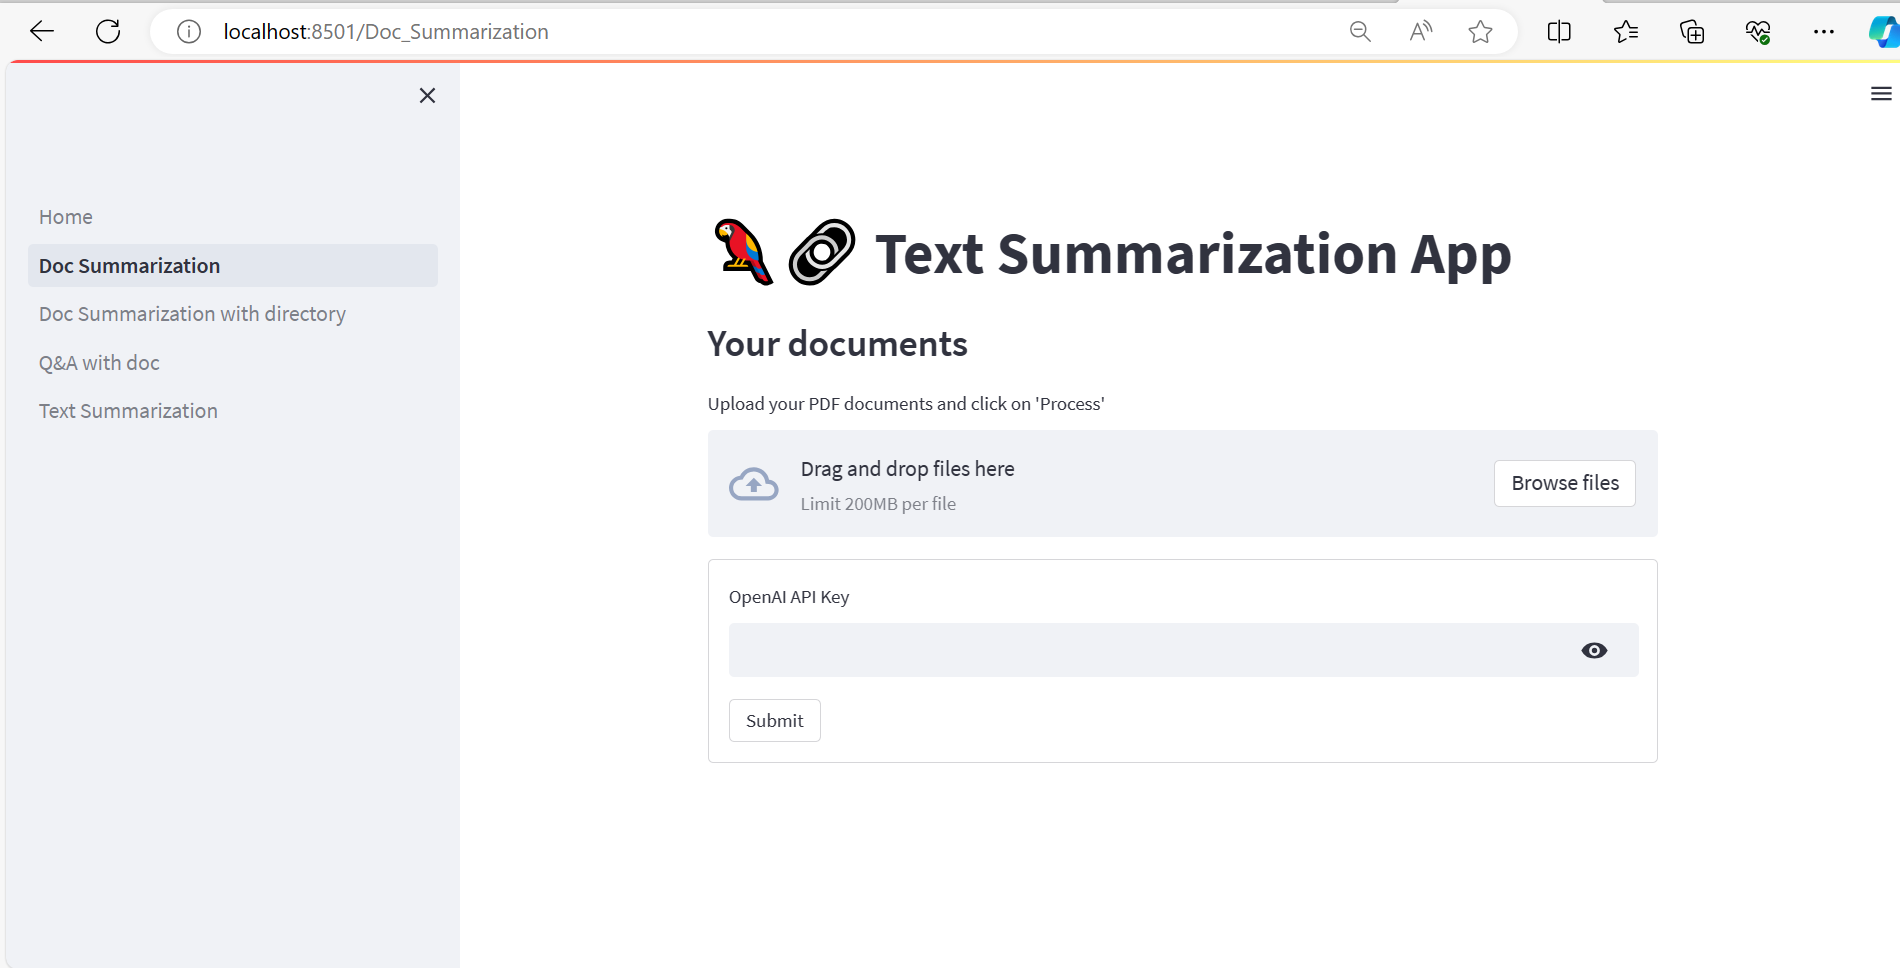 localhost:8501/Doc_Summarization
Home
Doc Summarization
Doc Summarization with directory
Q&A with doc
Text Summarization
Text Summarization App
Your documents
Upload your PDF documents and click on 'Process'
Drag and drop files here
Limit 200MB per file
Browse files
OpenAI API Key
Submit